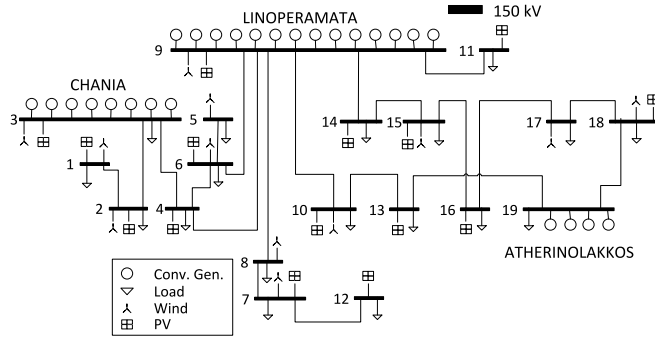 LINOPERAMATA
150 kV
9
11
CHANIA
3
5
14
15
17
18
1
6
2
4
10
13
16
19
ATHERINOLAKKOS
8
7
12
Conv. Gen.
Load
Wind
PV